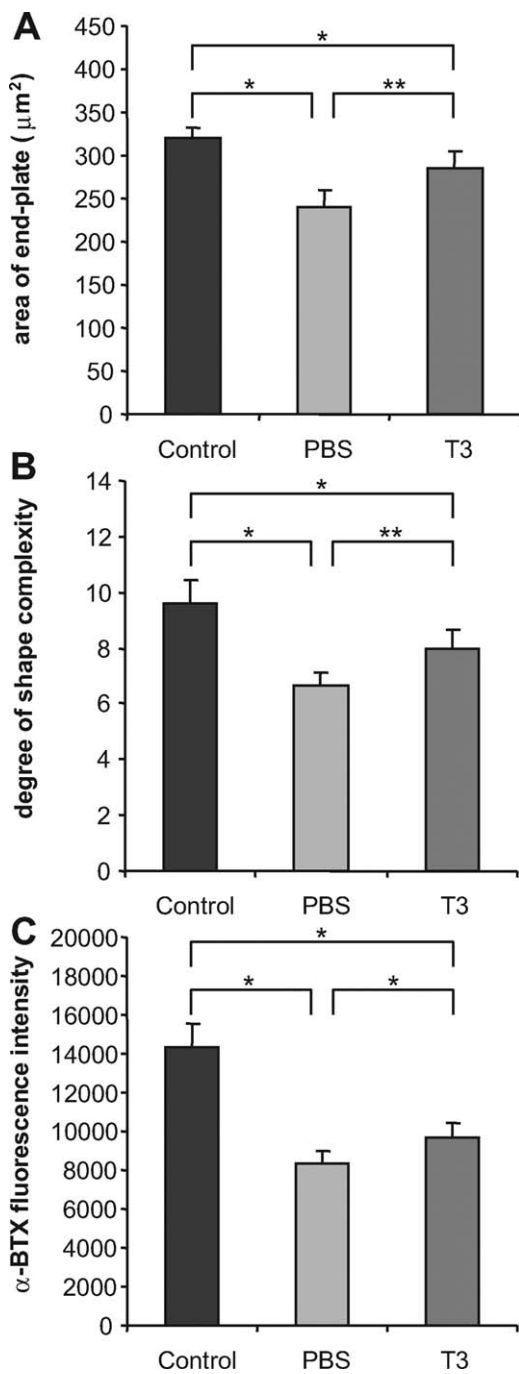 A
area of end-plate (μm²)
450
400
350
300
250
200
150
100
50
0
*
*
**
Control
PBS
T3
B
degree of shape complexity
14
12
10
8
6
4
2
0
*
*
**
Control
PBS
T3
C
α-BTX fluorescence intensity
20000
18000
16000
14000
12000
10000
8000
6000
4000
2000
0
*
*
*
Control
PBS
T3